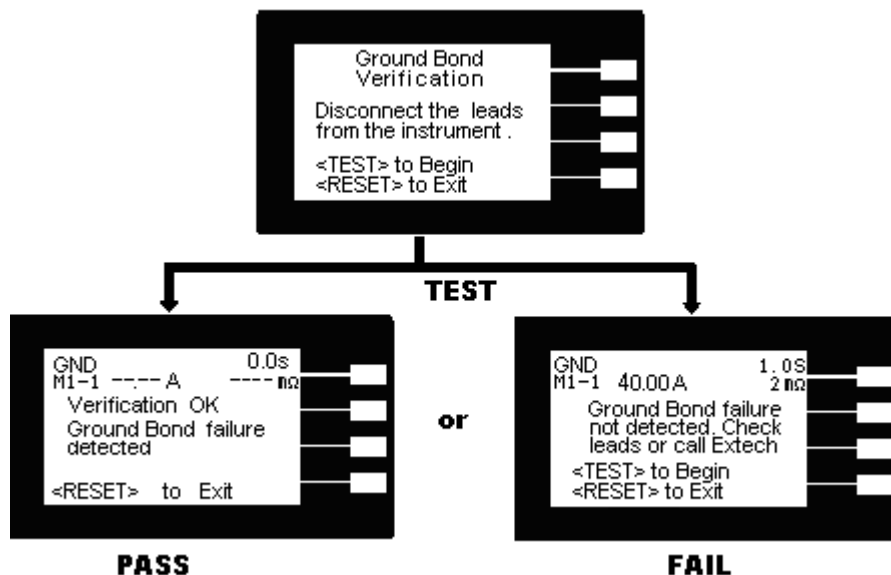 Ground Bond
Verification
Disconnect the leads
from the instrument .
<TEST> to Begin
<RESET> to Exit
TEST
GND 0.0s
M1-1 --.-- A ---- mΩ
Verification OK
Ground Bond failure
detected
<RESET> to Exit
PASS
or
GND 1.0S
M1-1 40.00 A 2 mΩ
Ground Bond failure
not detected. Check
leads or call Extech
<TEST> to Begin
<RESET> to Exit
FAIL